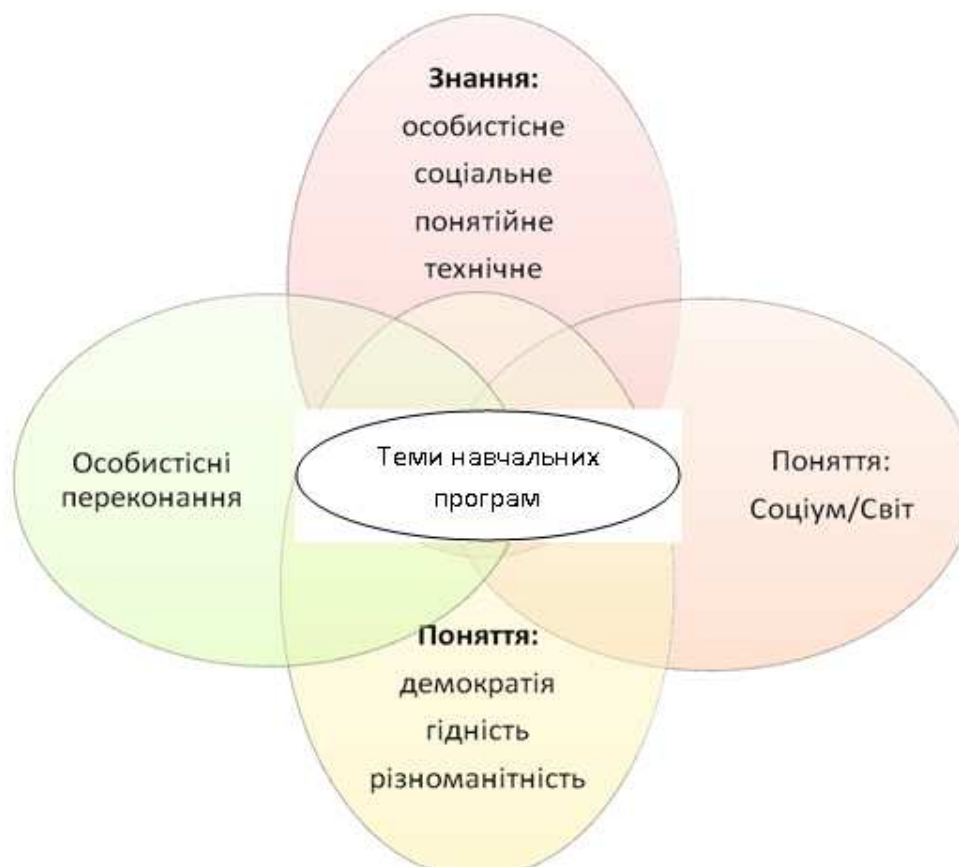 Знання:
особистісне
соціальне
понятійне
технічне
Особистісні
переконання
Теми навчальних
програм
Поняття:
Соціум/Світ
Поняття:
демократія
гідність
різноманітність